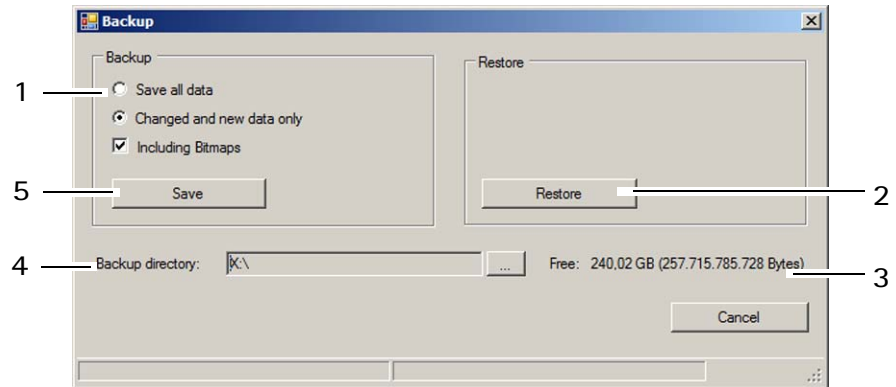 Backup
Backup
Restore
1
Save all data
Changed and new data only
Including Bitmaps
5
Save
Restore
2
4
Backup directory:
X:\
...
Free: 240,02 GB (257.715.785.728 Bytes)
3
Cancel